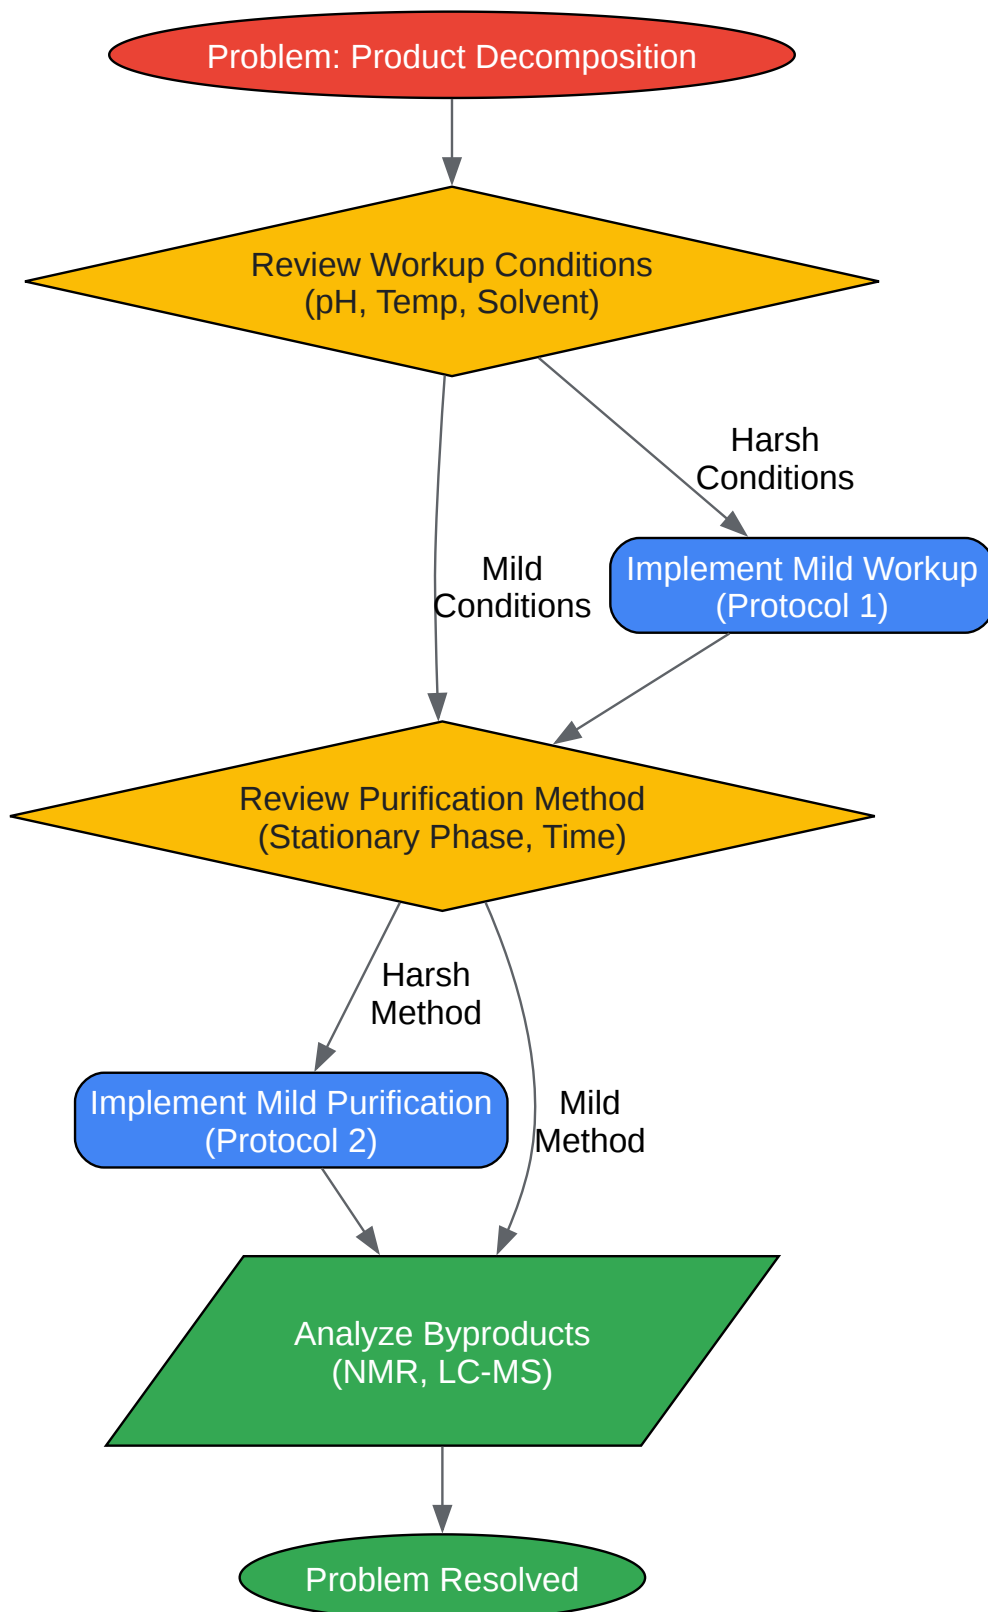 Problem: Product Decomposition
Review Workup Conditions
(pH, Temp, Solvent)
Harsh
Conditions
Mild
Conditions
Implement Mild Workup
(Protocol 1)
Review Purification Method
(Stationary Phase, Time)
Harsh
Method
Implement Mild Purification
(Protocol 2)
Mild
Method
Analyze Byproducts
(NMR, LC-MS)
Problem Resolved